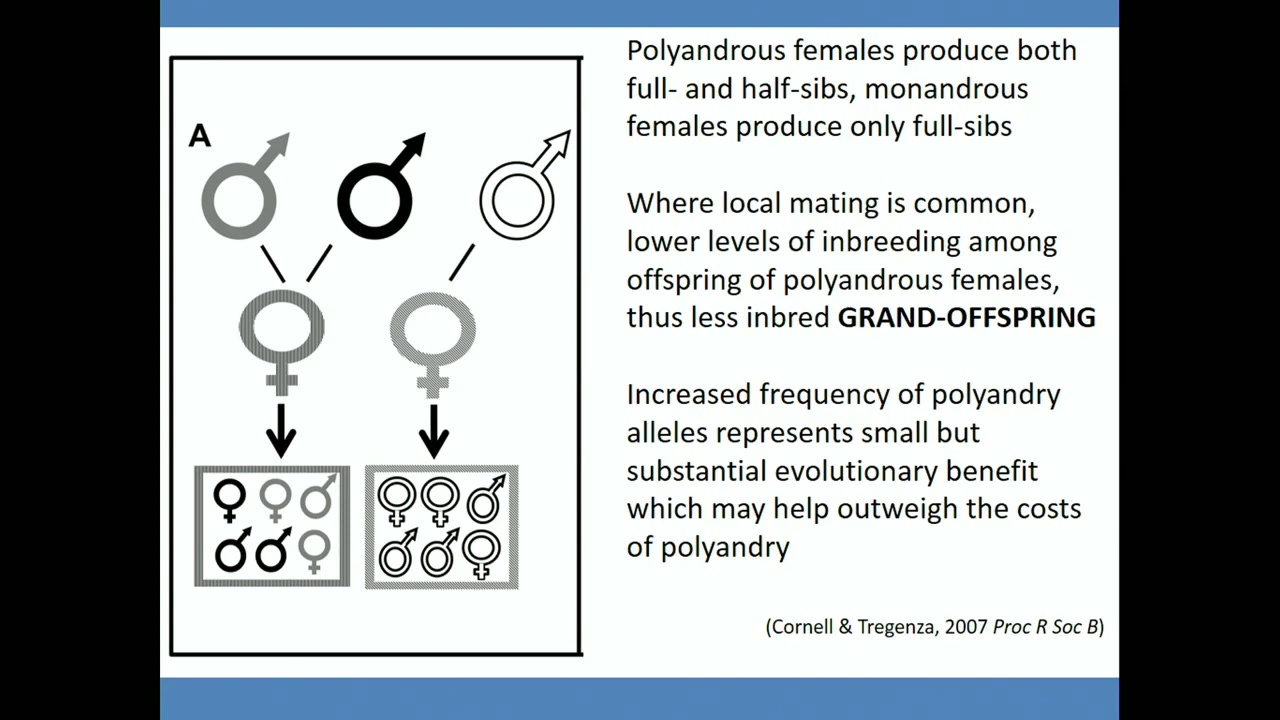 A
Polyandrous females produce both
full- and half-sibs, monandrous
females produce only full-sibs
Where local mating is common,
lower levels of inbreeding among
offspring of polyandrous females,
thus less inbred GRAND-OFFSPRING
Increased frequency of polyandry
alleles represents small but
substantial evolutionary benefit
which may help outweigh the costs
of polyandry
(Cornell & Tregenza, 2007 Proc R Soc B)